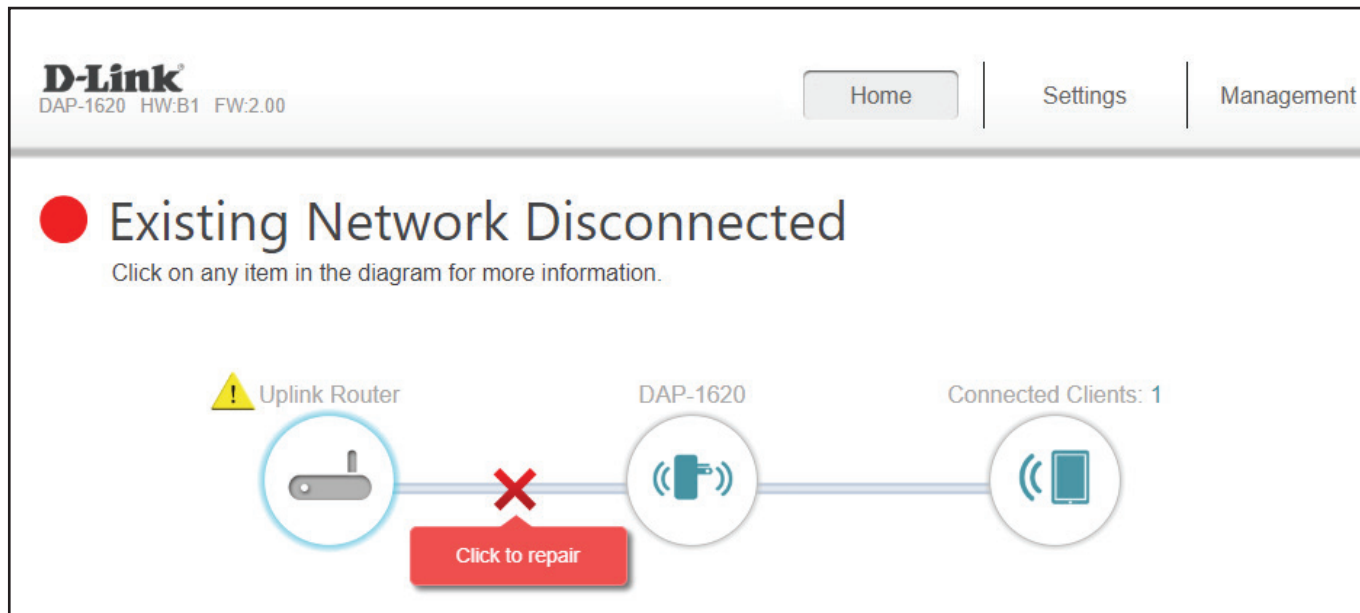 D-Link
DAP-1620 HW:B1 FW:2.00
Home
Settings
Management
Existing Network Disconnected
Click on any item in the diagram for more information.
! Uplink Router
DAP-1620
Connected Clients: 1
Click to repair